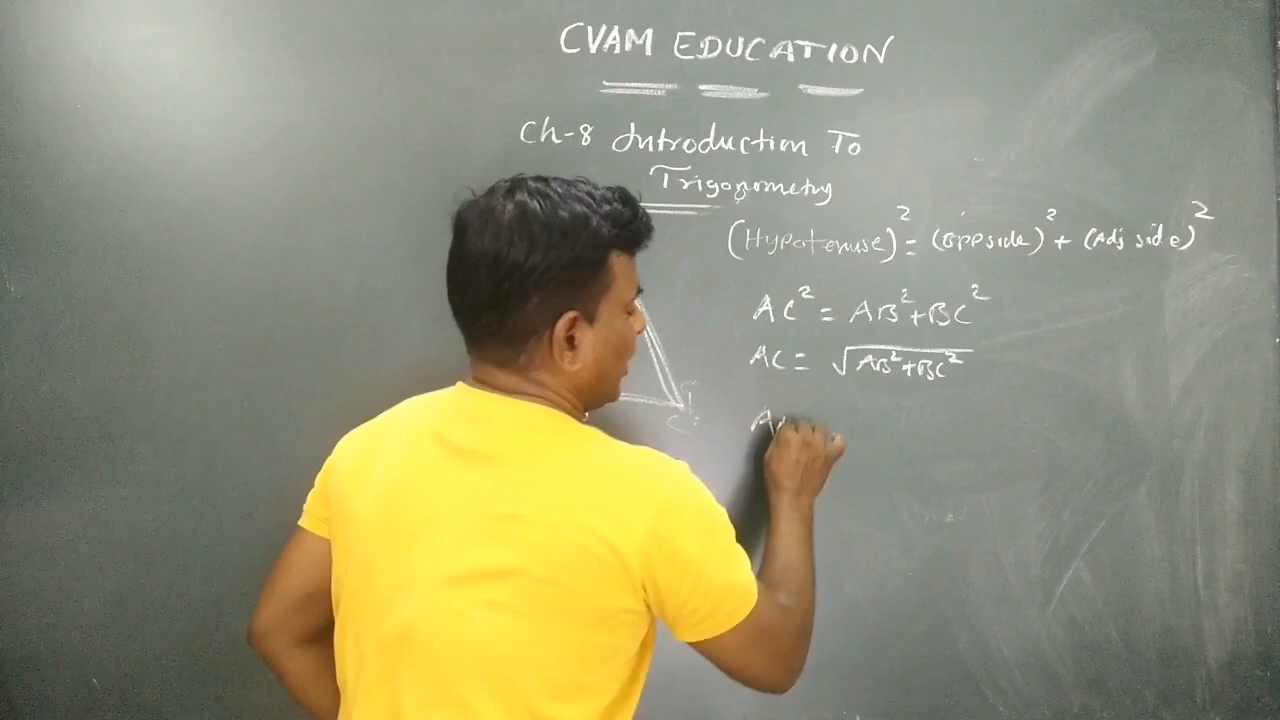 CVAM EDUCATION
Ch-8 Introduction To
Trigonometry
(Hypotenuse)² = (Oppside)² + (Adj side)²
AC² = AB² + BC²
AC = √AB² + BC²
C
A